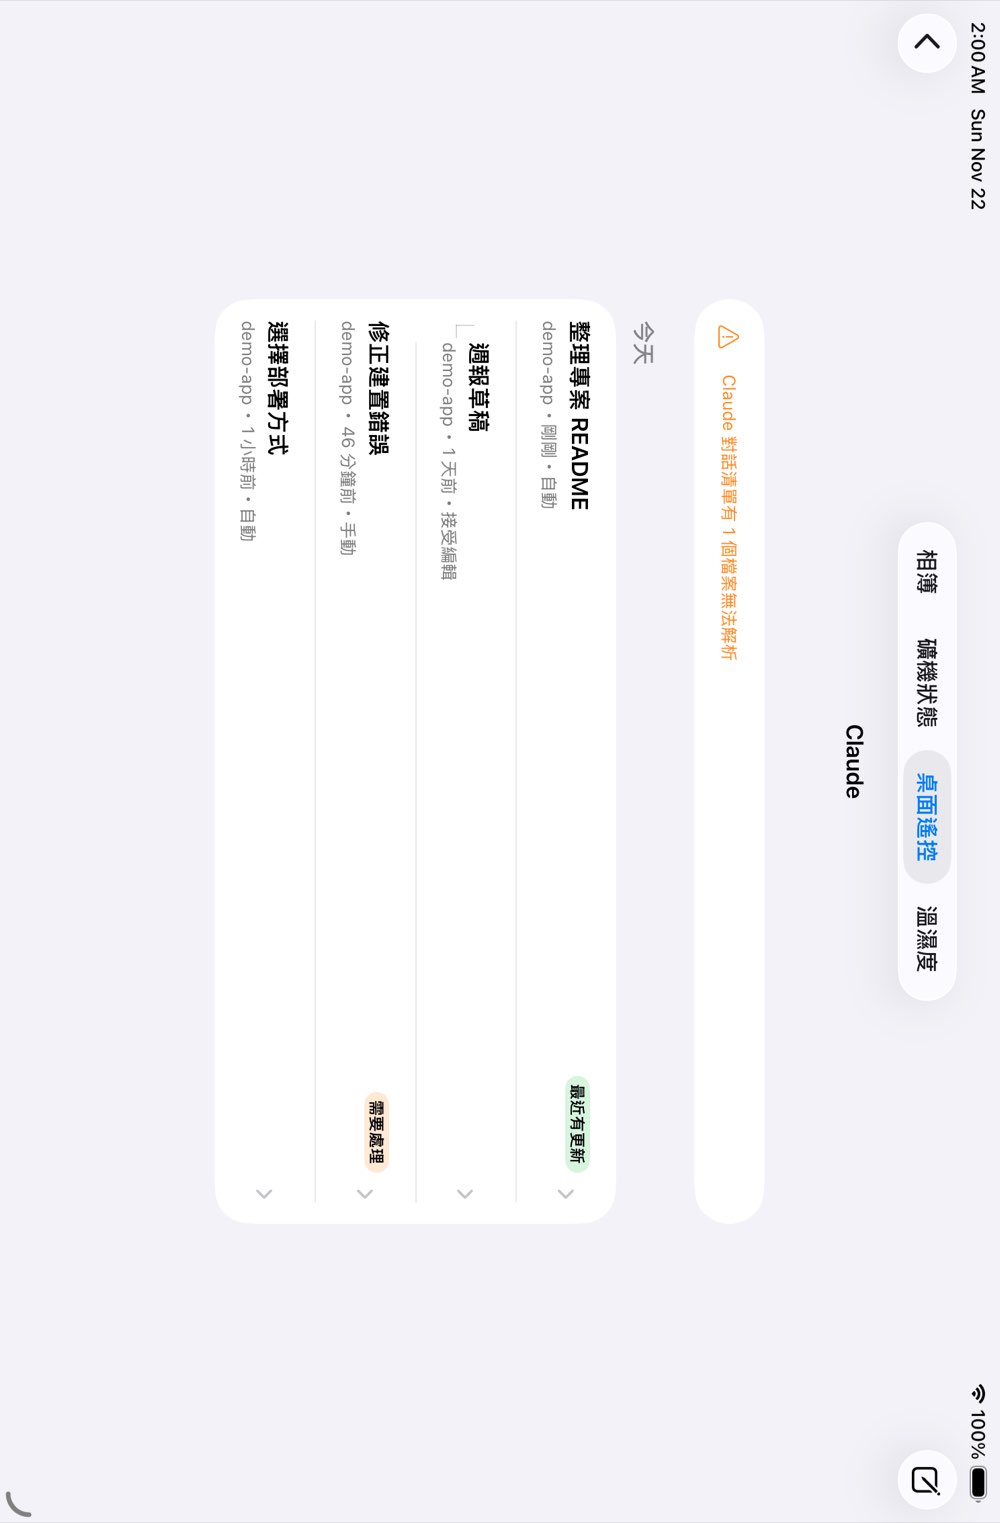 2:00 AM Sun Nov 22
100%
相簿 礦機狀態 桌面遙控 溫濕度
Claude
Claude 對話清單有 1 個檔案無法解析
今天
整理專案 README
最近有更新
demo-app・剛剛・自動
週報草稿
demo-app・1 天前・接受編輯
修正建置錯誤
需要處理
demo-app・46 分鐘前・手動
選擇部署方式
demo-app・1 小時前・自動